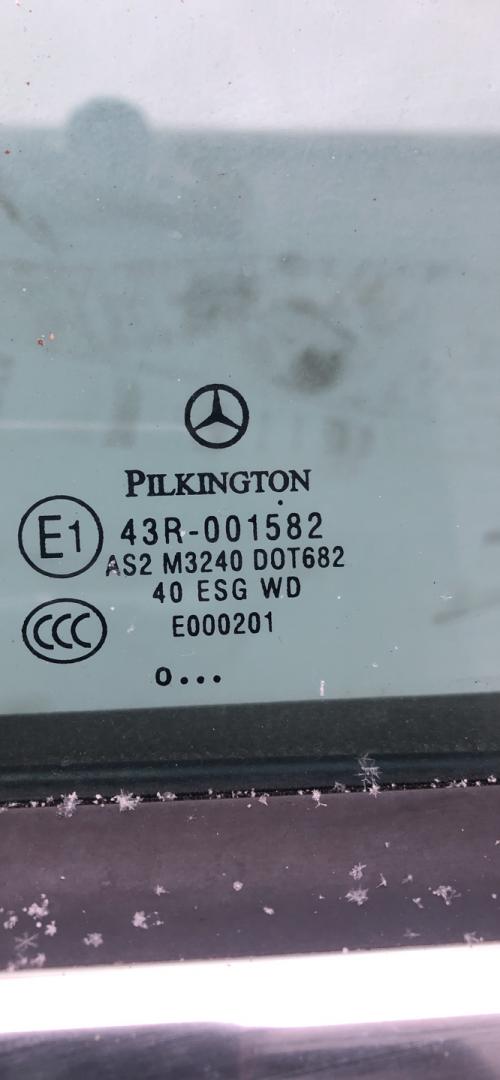 PILKINGTON
E1 43R-001582
AS2 M3240 DOT682
40 ESG WD
CCC E000201
o...